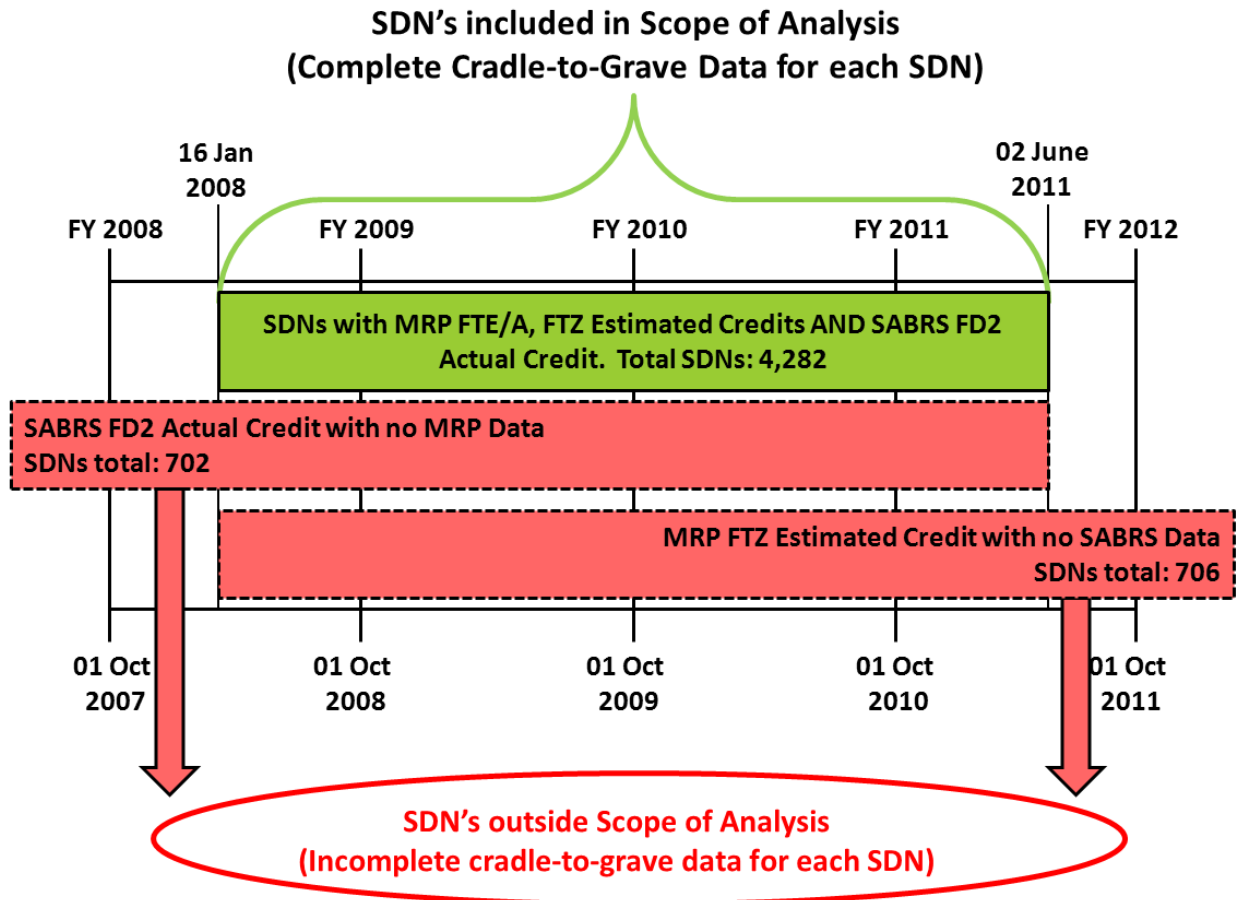 SDN's included in Scope of Analysis
(Complete Cradle-to-Grave Data for each SDN)
16 Jan
2008
02 June
2011
FY 2008
FY 2009
FY 2010
FY 2011
FY 2012
SDNs with MRP FTE/A, FTZ Estimated Credits AND SABRS FD2
Actual Credit. Total SDNs: 4,282
SABRS FD2 Actual Credit with no MRP Data
SDNs total: 702
MRP FTZ Estimated Credit with no SABRS Data
SDNs total: 706
01 Oct
2007
01 Oct
2008
01 Oct
2009
01 Oct
2010
01 Oct
2011
SDN's outside Scope of Analysis
(Incomplete cradle-to-grave data for each SDN)